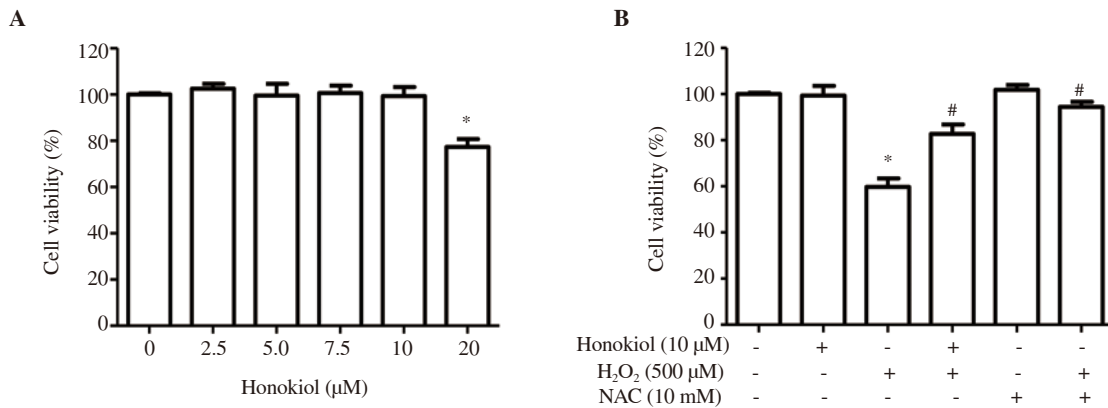 A
B
120
100
80
60
40
20
0
Cell viability (%)
*
0 2.5 5.0 7.5 10 20
Honokiol (μM)
120
100
80
60
40
20
0
Cell viability (%)
*
#
#
Honokiol (10 μM) - + - + - -
H₂O₂ (500 μM) - - + + - +
NAC (10 mM) - - - - + +